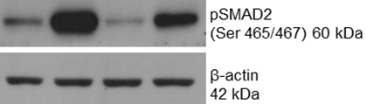 pSMAD2
(Ser 465/467) 60 kDa
β-actin
42 kDa